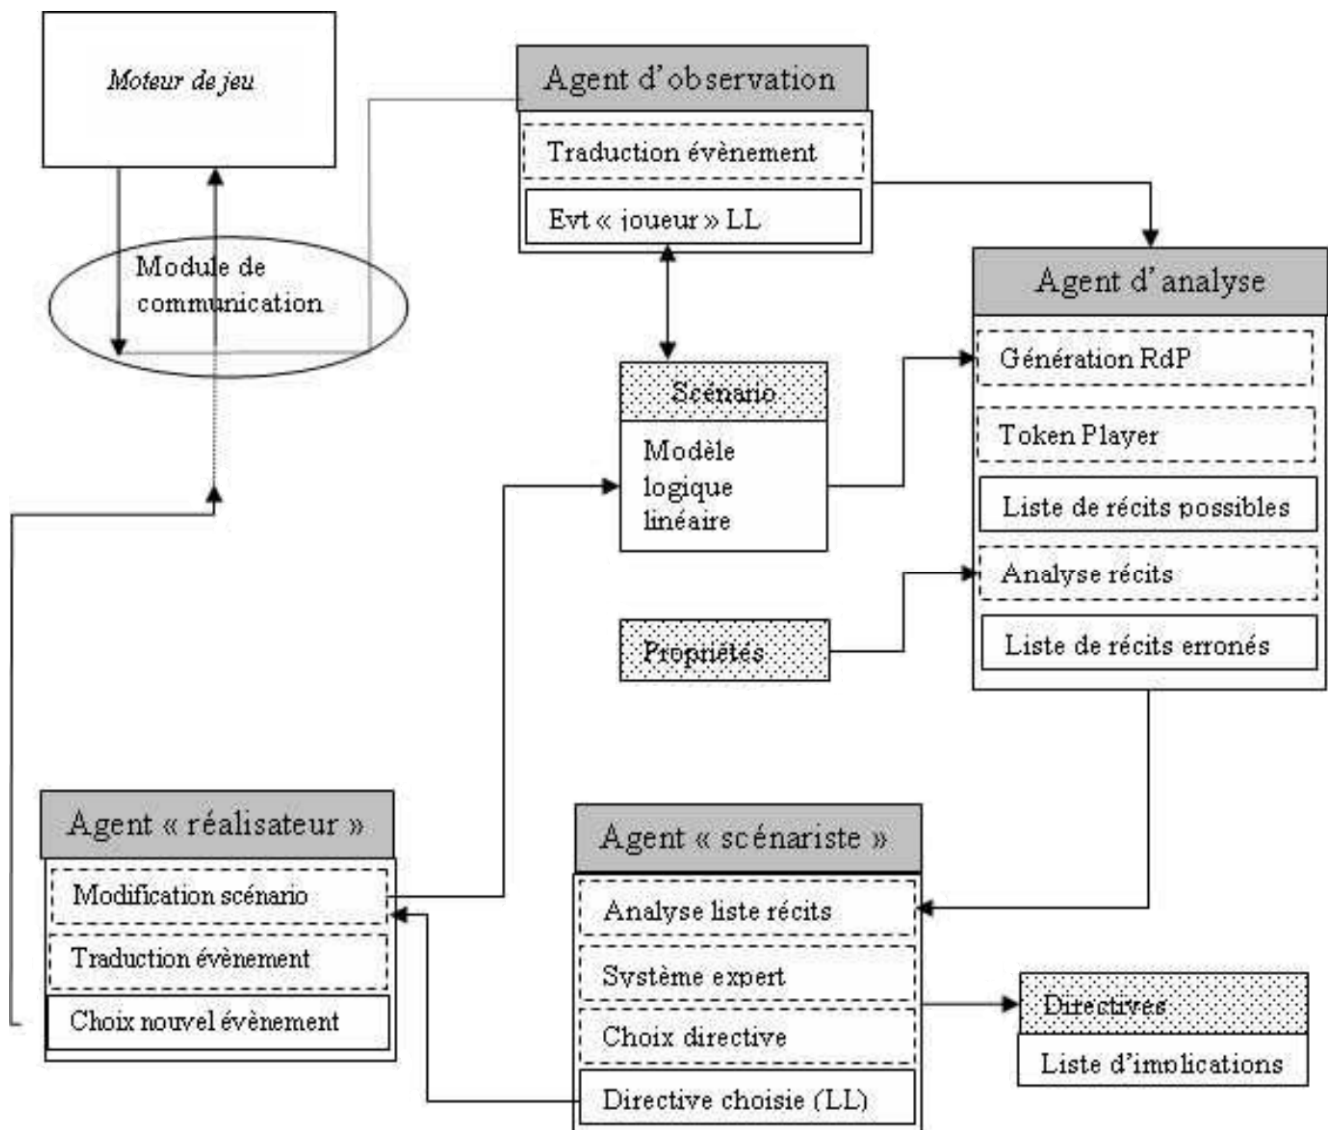 Moteur de jeu
Agent d'observation
Traduction évènement
Evt « joueur » LL
Module de
communication
Agent d'analyse
Génération RdP
Token Player
Liste de récits possibles
Analyse récits
Liste de récits erronés
Scénario
Modèle
logique
linéaire
Propriétés
Agent « réalisateur »
Modification scénario
Traduction évènement
Choix nouvel évènement
Agent « scénariste »
Analyse liste récits
Système expert
Choix directive
Directive choisie (LL)
Directives
Liste d'implications